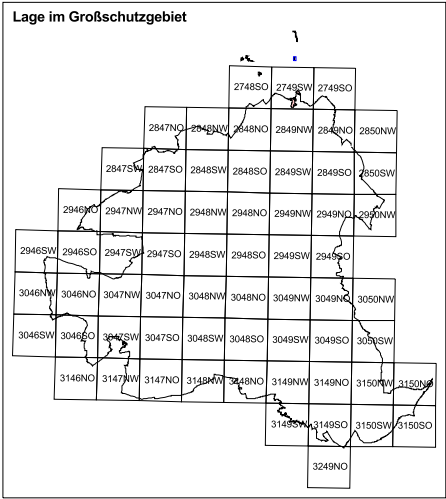 Lage im Großschutzgebiet
2748SO 2749SW 2749SO
2847NO 2848NW 2848NO 2849NW 2849NO 2850NW
2847SW 2847SO 2848SW 2848SO 2849SW 2849SO 2850SW
2946NO 2947NW 2947NO 2948NW 2948NO 2949NW 2949NO 2950NW
2946SW 2946SO 2947SW 2947SO 2948SW 2948SO 2949SW 2949SO
3046NW 3046NO 3047NW 3047NO 3048NW 3048NO 3049NW 3049NO 3050NW
3046SW 3046SO 3047SW 3047SO 3048SW 3048SO 3049SW 3049SO 3050SW
3146NO 3147NW 3147NO 3148NW 3148NO 3149NW 3149NO 3150NW 3150NO
3149SW 3149SO 3150SW 3150SO
3249NO